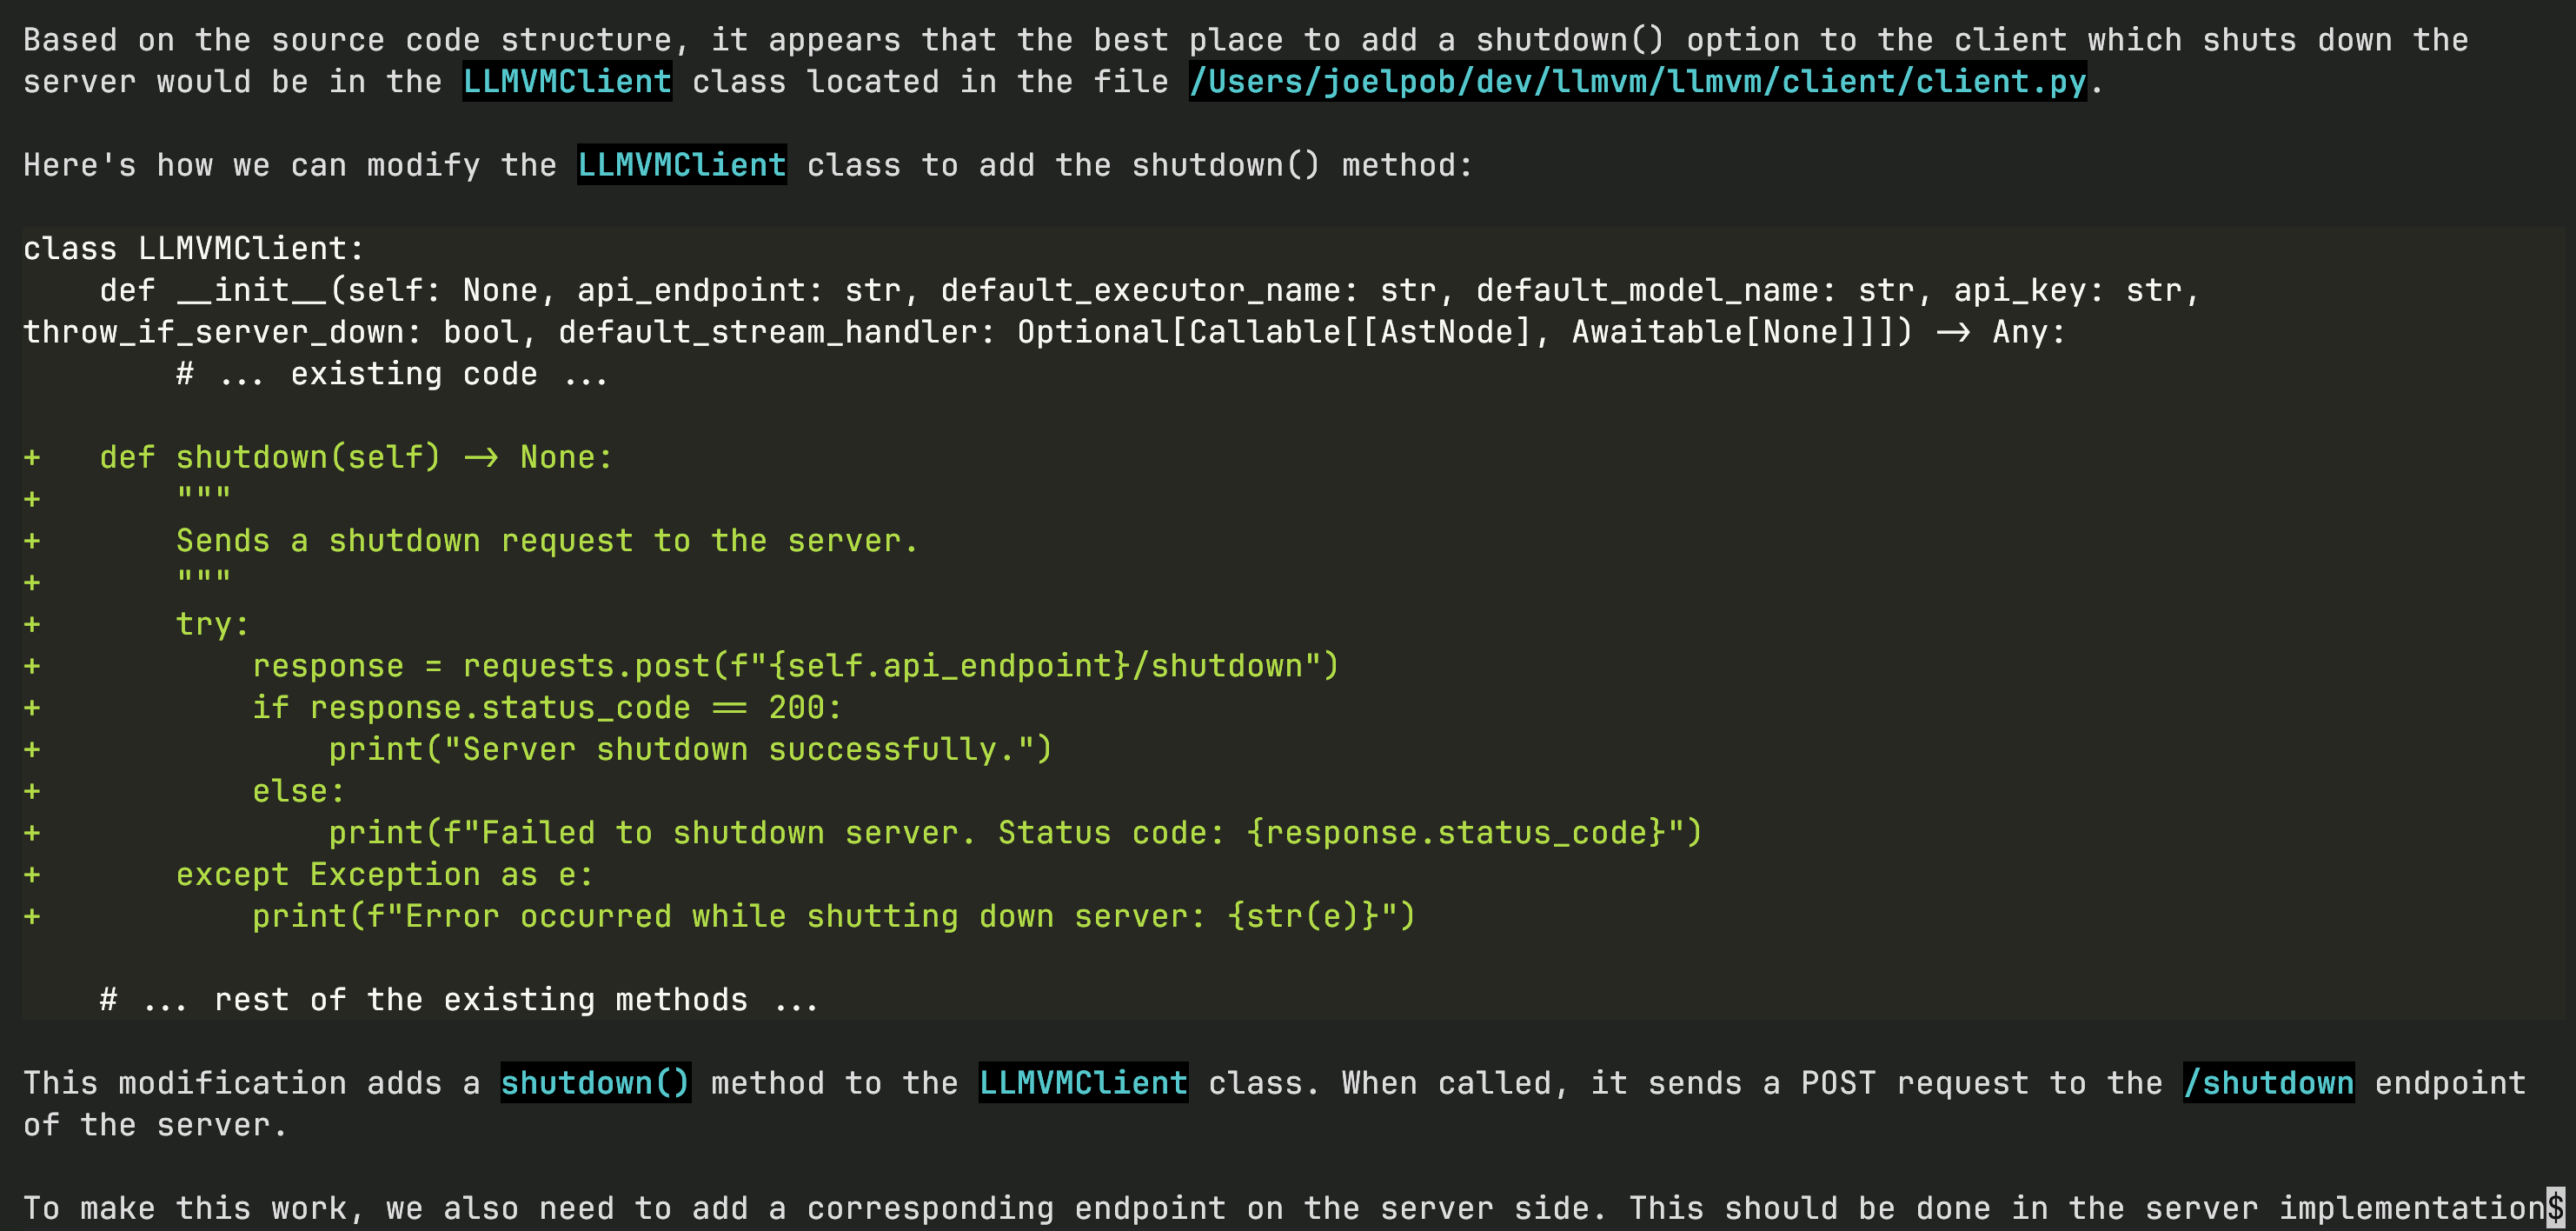 Based on the source code structure, it appears that the best place to add a shutdown() option to the client which shuts down the
server would be in the LLMVMClient class located in the file /Users/joelpob/dev/llmvm/llmvm/client/client.py.
Here's how we can modify the LLMVMClient class to add the shutdown() method:
class LLMVMClient:
    def __init__(self: None, api_endpoint: str, default_executor_name: str, default_model_name: str, api_key: str,
throw_if_server_down: bool, default_stream_handler: Optional[Callable[[AstNode], Awaitable[None]]]) -> Any:
        # ... existing code ...
+   def shutdown(self) -> None:
+       """
+       Sends a shutdown request to the server.
+       """
+       try:
+           response = requests.post(f"{self.api_endpoint}/shutdown")
+           if response.status_code == 200:
+               print("Server shutdown successfully.")
+           else:
+               print(f"Failed to shutdown server. Status code: {response.status_code}")
+       except Exception as e:
+           print(f"Error occurred while shutting down server: {str(e)}")
    # ... rest of the existing methods ...
This modification adds a shutdown() method to the LLMVMClient class. When called, it sends a POST request to the /shutdown endpoint
of the server.
To make this work, we also need to add a corresponding endpoint on the server side. This should be done in the server implementation$